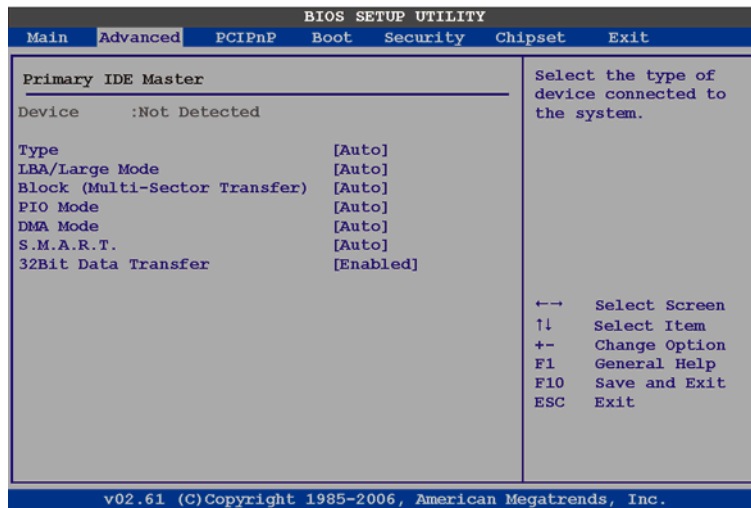 BIOS SETUP UTILITY
Main Advanced PCIPnP Boot Security Chipset Exit
Primary IDE Master
Device :Not Detected
Type [Auto]
LBA/Large Mode [Auto]
Block (Multi-Sector Transfer) [Auto]
PIO Mode [Auto]
DMA Mode [Auto]
S.M.A.R.T. [Auto]
32Bit Data Transfer [Enabled]
Select the type of
device connected to
the system.
←→ Select Screen
↑↓ Select Item
+- Change Option
F1 General Help
F10 Save and Exit
ESC Exit
v02.61 (C)Copyright 1985-2006, American Megatrends, Inc.